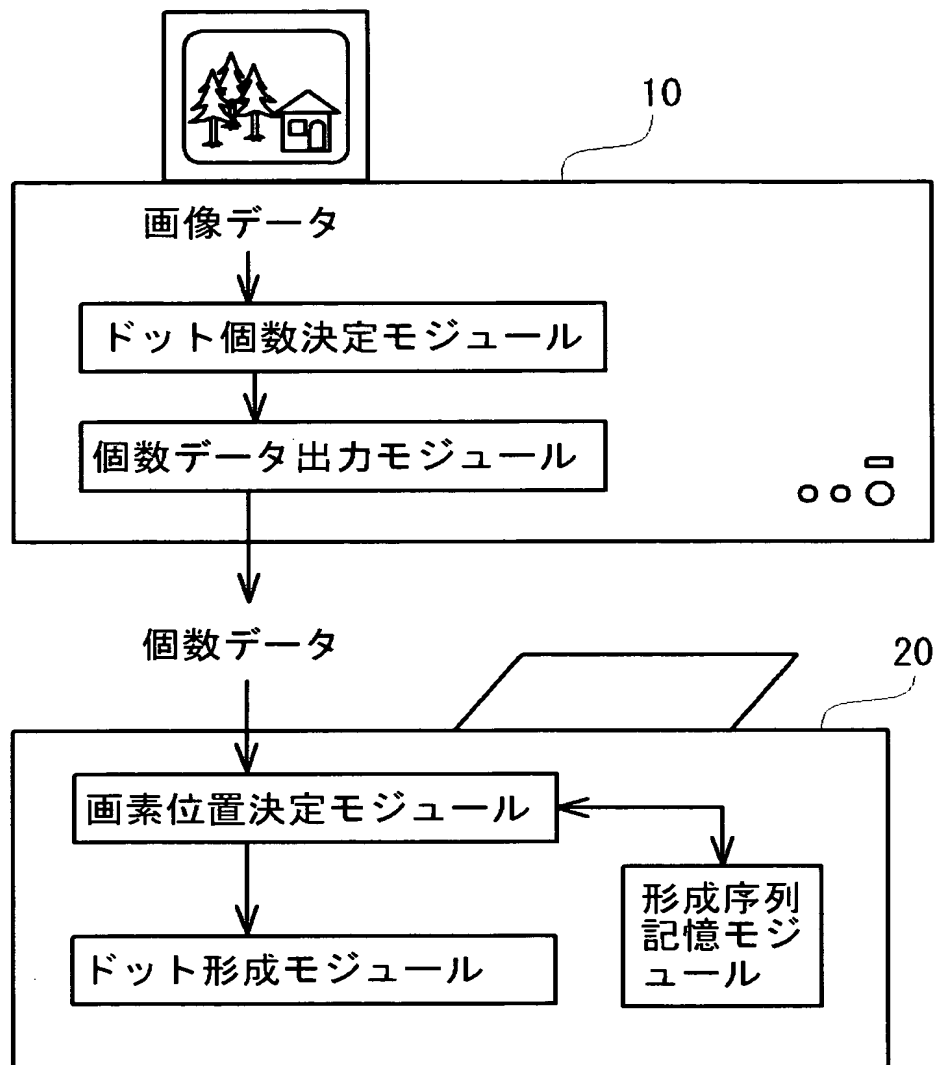 10
画像データ
ドット個数決定モジュール
個数データ出力モジュール
個数データ
20
画素位置決定モジュール
形成序列
記憶モジ
ュール
ドット形成モジュール